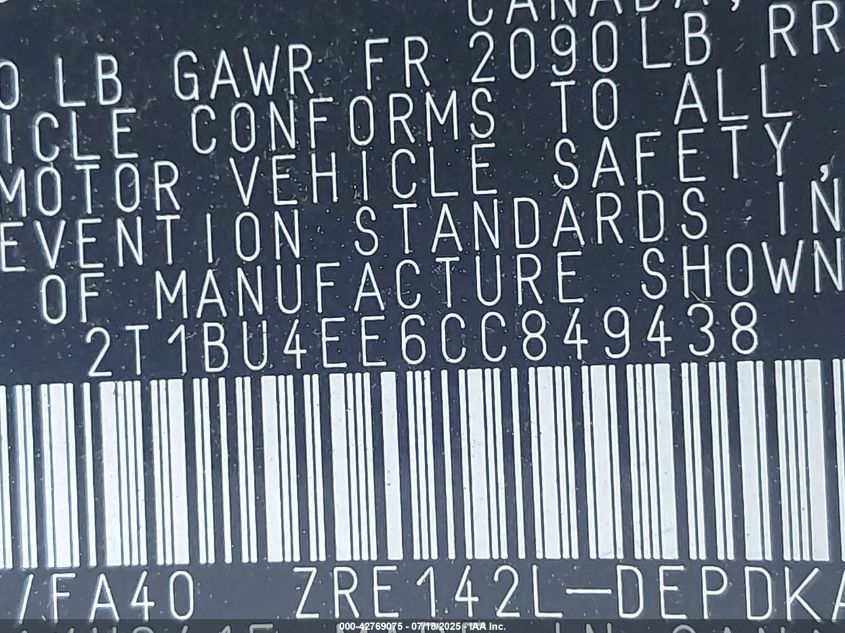 CANADA,
0 LB GAWR FR 2090LB RR
ICLE CONFORMS TO ALL
MOTOR VEHICLE SAFETY,
EVENTION STANDARDS IN
OF MANUFACTURE SHOWN
2T1BU4EE6CC849438
/FA40 ZRE142L-DEPDKA
000-42769075 - 07/18/2025 - IAA Inc.